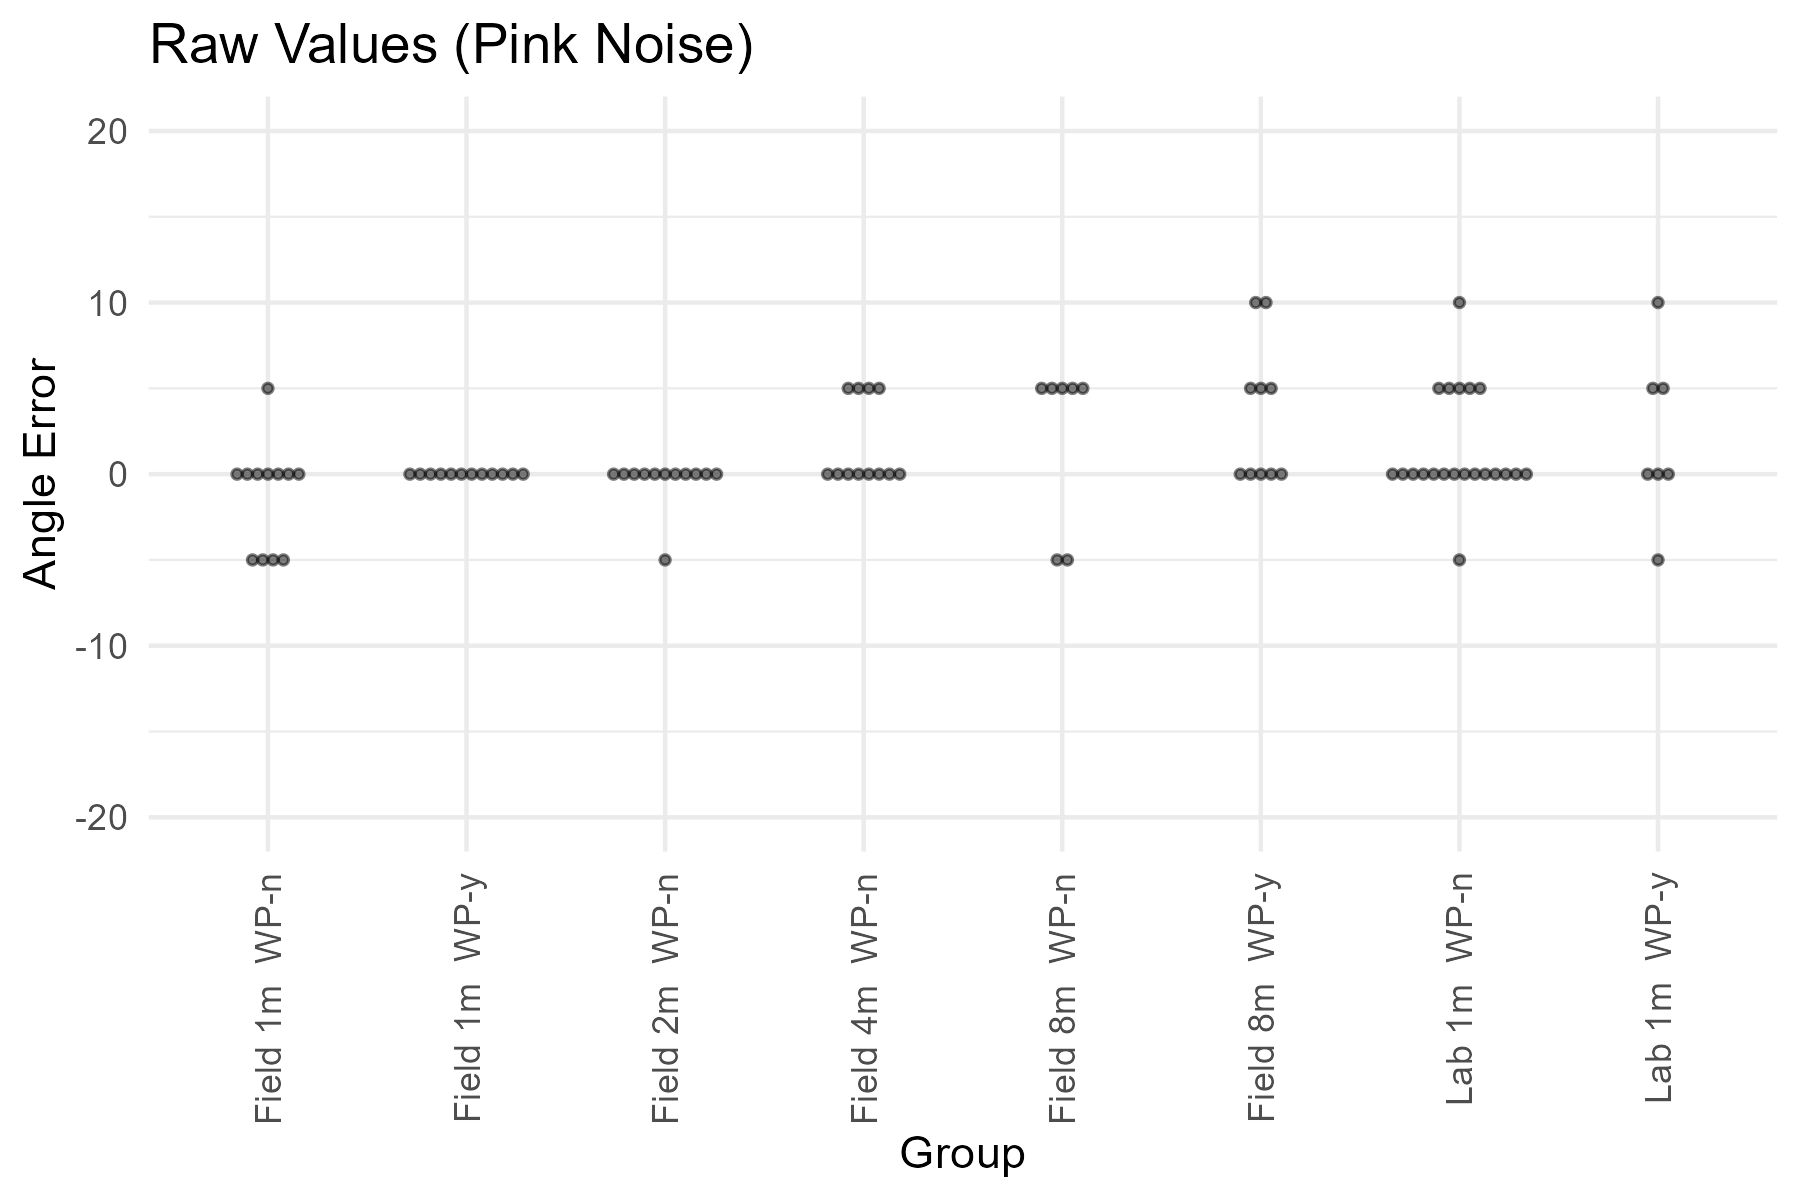 Raw Values (Pink Noise)
20
10
0
-10
-20
Angle Error
Field 1m  WP-n
Field 1m  WP-y
Field 2m  WP-n
Field 4m  WP-n
Field 8m  WP-n
Field 8m  WP-y
Lab 1m  WP-n
Lab 1m  WP-y
Group